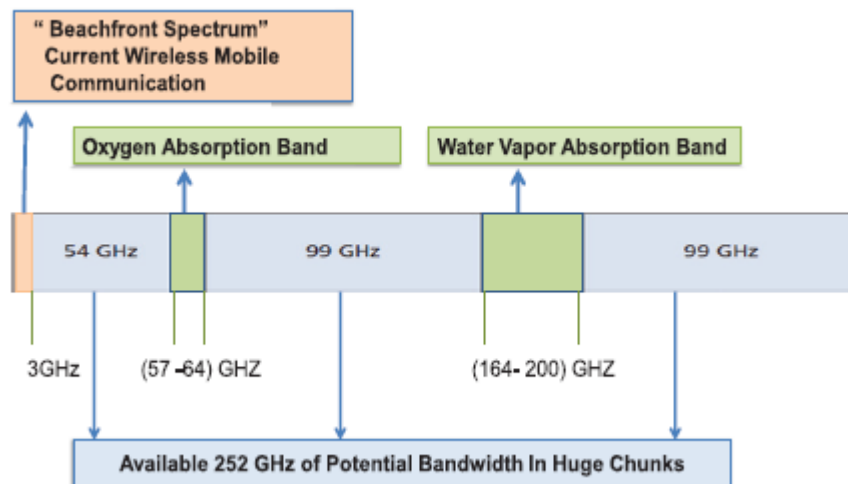 “ Beachfront Spectrum”
Current Wireless Mobile
Communication
Oxygen Absorption Band
Water Vapor Absorption Band
54 GHz
99 GHz
99 GHz
3GHz
(57 –64) GHZ
(164- 200) GHZ
Available 252 GHz of Potential Bandwidth In Huge Chunks